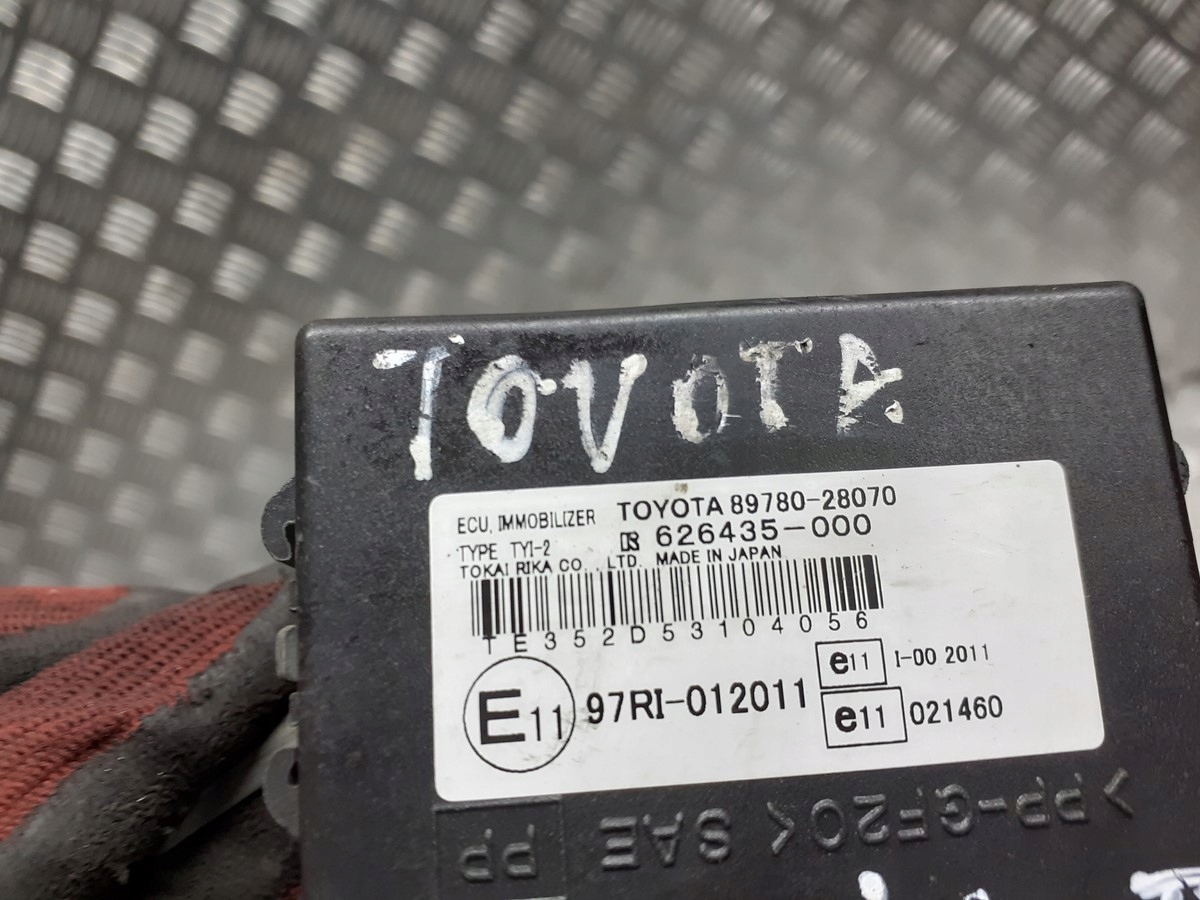 TOYOTA
ECU, IMMOBILIZER TOYOTA 89780-28070
TYPE TYI-2 626435-000
TOKAI RIKA CO., LTD. MADE IN JAPAN
TE352D53104056
E11 97RI-012011
e11 I-00 2011
e11 021460
>PP-GF20< SAE PP